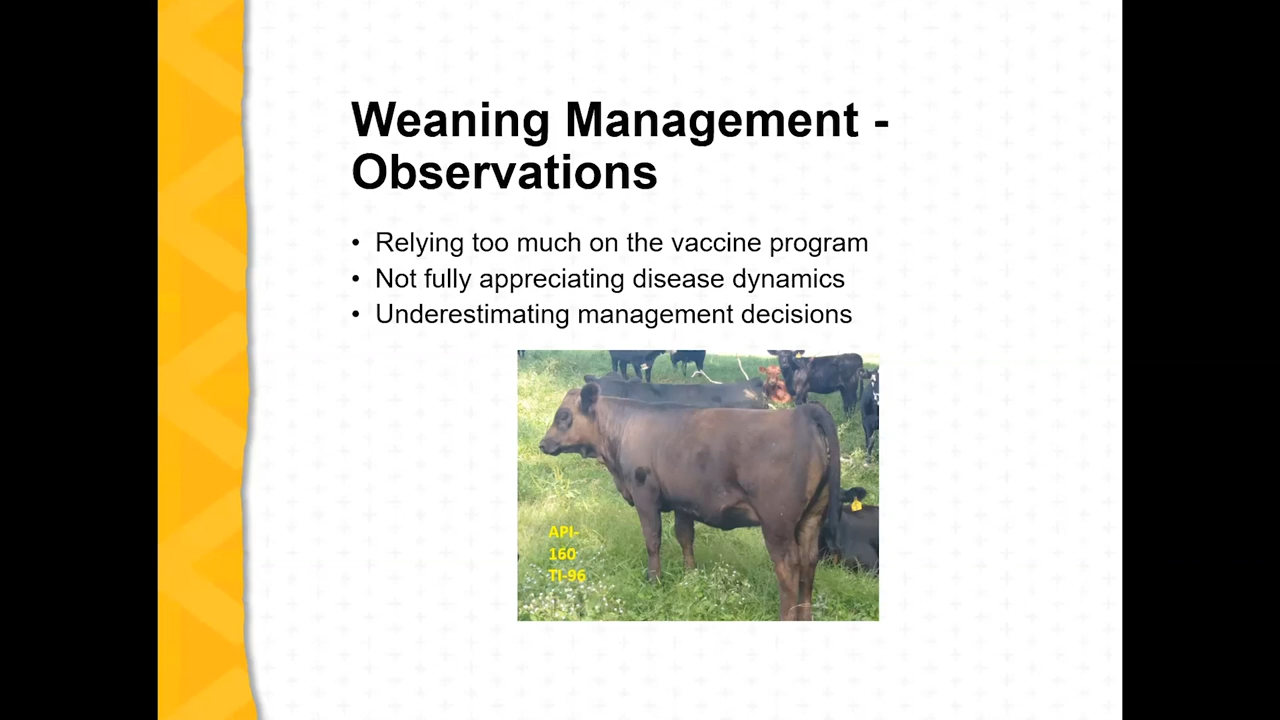 Weaning Management -
Observations
• Relying too much on the vaccine program
• Not fully appreciating disease dynamics
• Underestimating management decisions
API-
160
TI-96